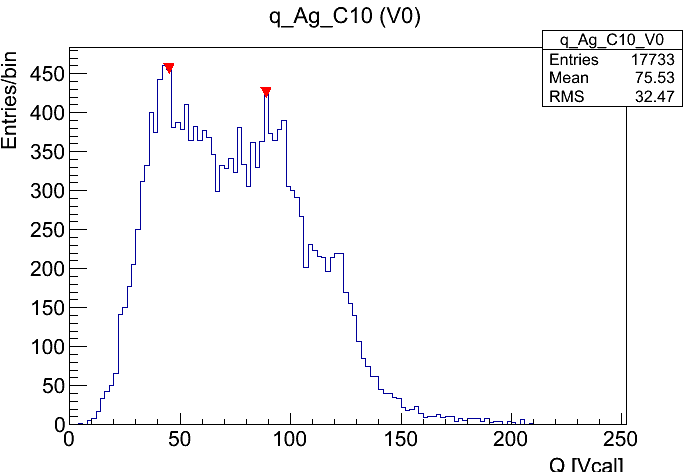 q_Ag_C10 (V0)
q_Ag_C10_V0
Entries 17733
Mean 75.53
RMS 32.47
Entries/bin
450
400
350
300
250
200
150
100
50
0
0 50 100 150 200 250
Q [Vcal]